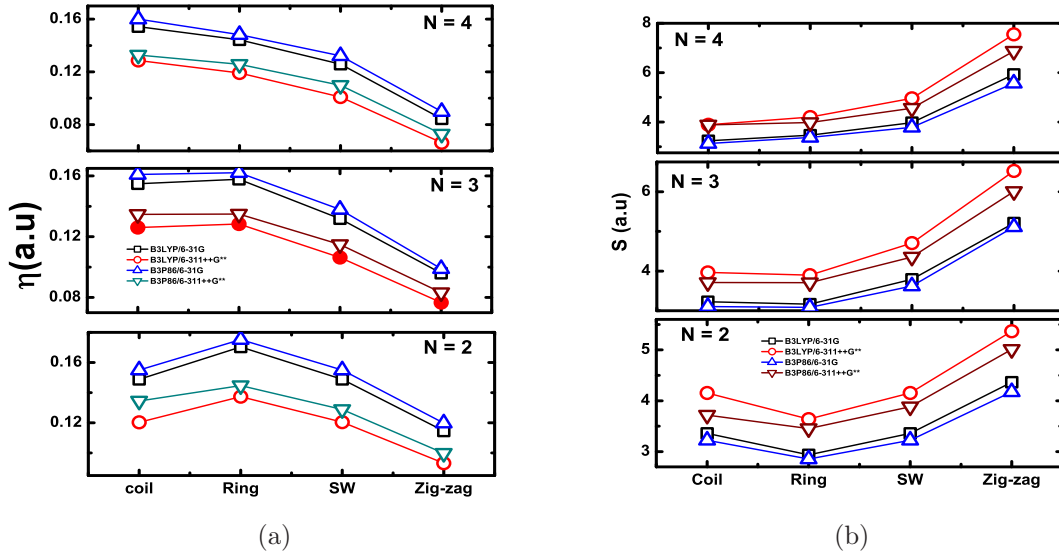 0.16
0.12
0.08
N = 4
0.16
0.12
0.08
N = 3
B3LYP/6-31G
B3LYP/6-311++G**
B3P86/6-31G
B3P86/6-311++G**
0.16
0.12
N = 2
η(a.u)
coil Ring SW Zig-zag
(a)
8
6
4
N = 4
6
4
N = 3
5
4
3
N = 2
B3LYP/6-31G
B3LYP/6-311++G**
B3P86/6-31G
B3P86/6-311++G**
S (a.u)
Coil Ring SW Zig-zag
(b)